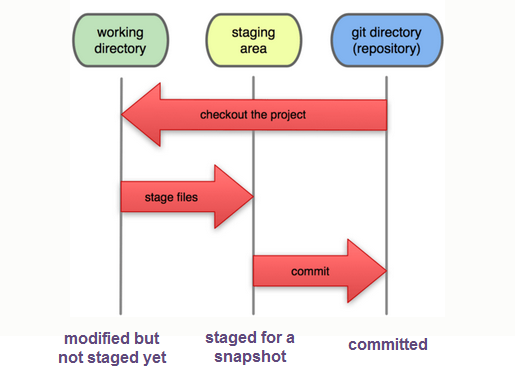 working
directory
staging
area
git directory
(repository)
checkout the project
stage files
commit
modified but
not staged yet
staged for a
snapshot
committed